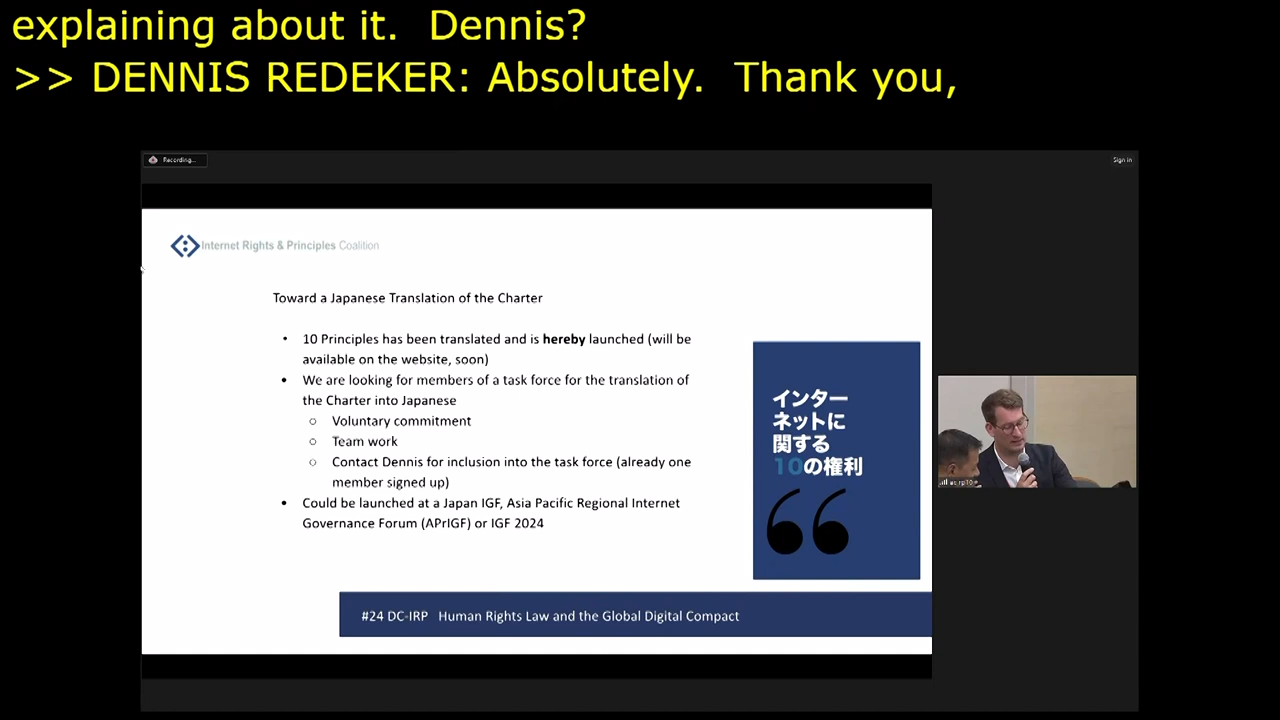 explaining about it. Dennis?
>> DENNIS REDEKER: Absolutely. Thank you,
Recording...
Sign in
Internet Rights & Principles Coalition
Toward a Japanese Translation of the Charter
• 10 Principles has been translated and is hereby launched (will be
available on the website, soon)
• We are looking for members of a task force for the translation of
the Charter into Japanese
○ Voluntary commitment
○ Team work
○ Contact Dennis for inclusion into the task force (already one
member signed up)
• Could be launched at a Japan IGF, Asia Pacific Regional Internet
Governance Forum (APrIGF) or IGF 2024
インター
ネットに
関する
10の権利
#24 DC-IRP Human Rights Law and the Global Digital Compact